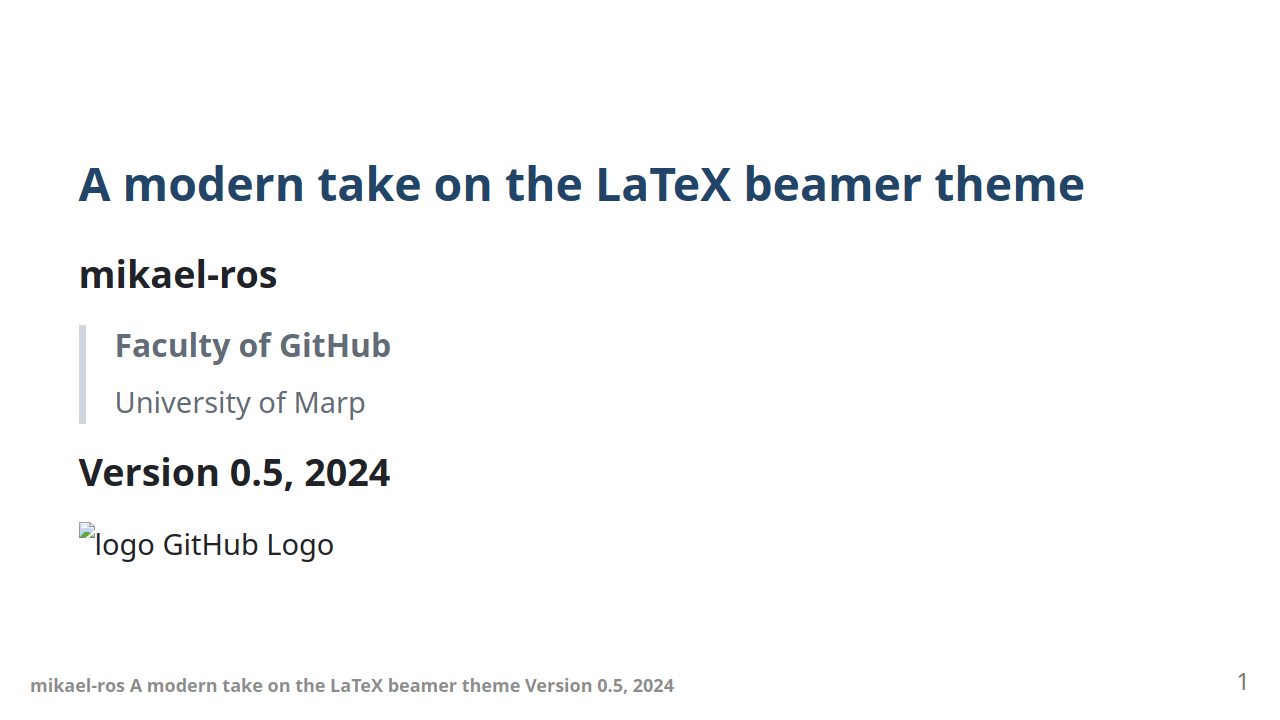 A modern take on the LaTeX beamer theme
mikael-ros
Faculty of GitHub
University of Marp
Version 0.5, 2024
logo GitHub Logo
mikael-ros A modern take on the LaTeX beamer theme Version 0.5, 2024
1